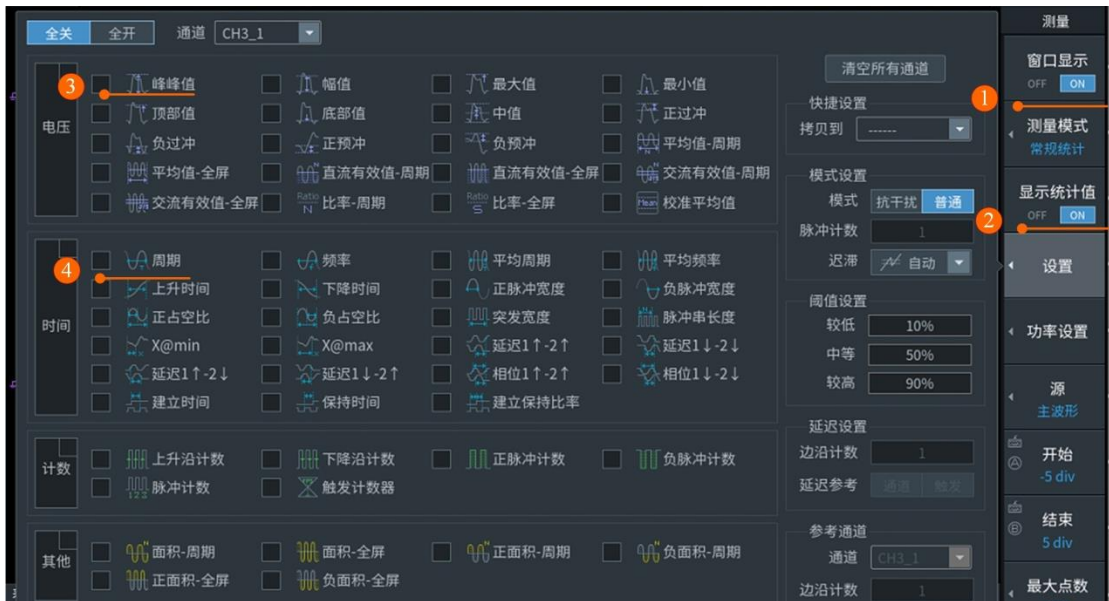 全关 全开 通道 CH3_1
电压
3
峰峰值 幅值 最大值 最小值
顶部值 底部值 中值 正过冲
负过冲 正预冲 负预冲 平均值-周期
平均值-全屏 直流有效值-周期 直流有效值-全屏 交流有效值-周期
交流有效值-全屏 Ratio N 比率-周期 Ratio S 比率-全屏 Mean 校准平均值
时间
4
周期 频率 平均周期 平均频率
上升时间 下降时间 正脉冲宽度 负脉冲宽度
正占空比 负占空比 突发宽度 脉冲串长度
X@min X@max 延迟1↑-2↑ 延迟1↓-2↓
延迟1↑-2↓ 延迟1↓-2↑ 相位1↑-2↑ 相位1↓-2↓
建立时间 保持时间 建立保持比率
计数
上升沿计数 下降沿计数 正脉冲计数 负脉冲计数
脉冲计数 触发计数器
其他
面积-周期 面积-全屏 正面积-周期 负面积-周期
正面积-全屏 负面积-全屏
清空所有通道
快捷设置
拷贝到 ------
模式设置
模式 抗干扰 普通
脉冲计数 1
迟滞 自动
阈值设置
较低 10%
中等 50%
较高 90%
延迟设置
边沿计数 1
延迟参考 通道 触发
参考通道
通道 CH3_1
边沿计数 1
测量
窗口显示
OFF ON
1
测量模式
常规统计
显示统计值
OFF ON
2
设置
功率设置
源
主波形
开始
A
-5 div
结束
B
5 div
最大点数